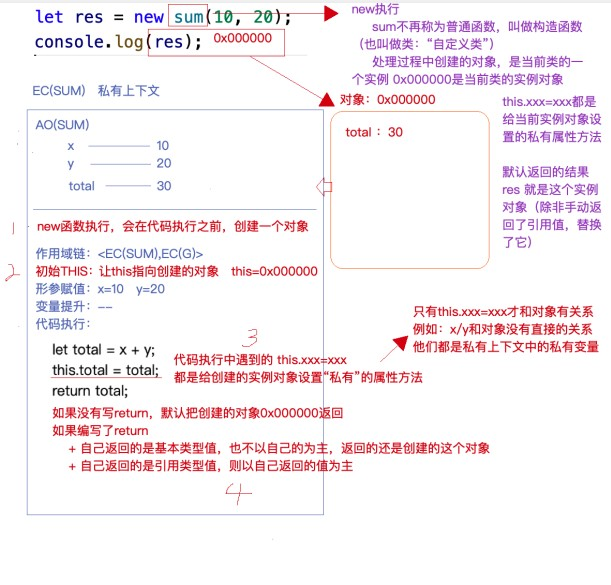 let res = new sum(10, 20);
console.log(res);
0x000000
new执行
sum不再称为普通函数，叫做构造函数
（也叫做类：“自定义类”）
处理过程中创建的对象，是当前类的一
个实例 0x000000是当前类的实例对象
EC(SUM) 私有上下文
对象：0x000000
total ：30
this.xxx=xxx都是
给当前实例对象设
置的私有属性方法
默认返回的结果
res 就是这个实例
对象（除非手动返
回了引用值，替换
了它）
AO(SUM)
x 10
y 20
total 30
1
new函数执行，会在代码执行之前，创建一个对象
作用域链：<EC(SUM),EC(G)>
2
初始THIS：让this指向创建的对象 this=0x000000
形参赋值：x=10 y=20
变量提升：--
代码执行：
3
let total = x + y;
this.total = total;
return total;
代码执行中遇到的 this.xxx=xxx
都是给创建的实例对象设置“私有”的属性方法
只有this.xxx=xxx才和对象有关系
例如：x/y和对象没有直接的关系
他们都是私有上下文中的私有变量
如果没有写return，默认把创建的对象0x000000返回
如果编写了return
+ 自己返回的是基本类型值，也不以自己的为主，返回的还是创建的这个对象
+ 自己返回的是引用类型值，则以自己返回的值为主
4